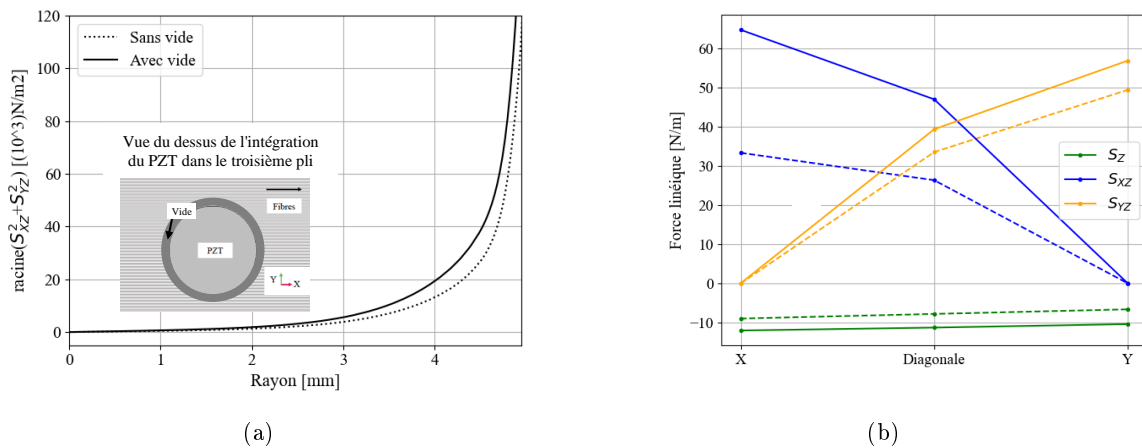 120
100
80
60
40
20
0
racine(S²XZ+S²YZ) [(10^3)N/m2]
Sans vide
Avec vide
Vue du dessus de l'intégration
du PZT dans le troisième pli
Fibres
Vide
PZT
Y
X
0
1
2
3
4
Rayon [mm]
(a)
60
50
40
30
20
10
0
−10
Force linéique [N/m]
SZ
SXZ
SYZ
X
Diagonale
Y
(b)